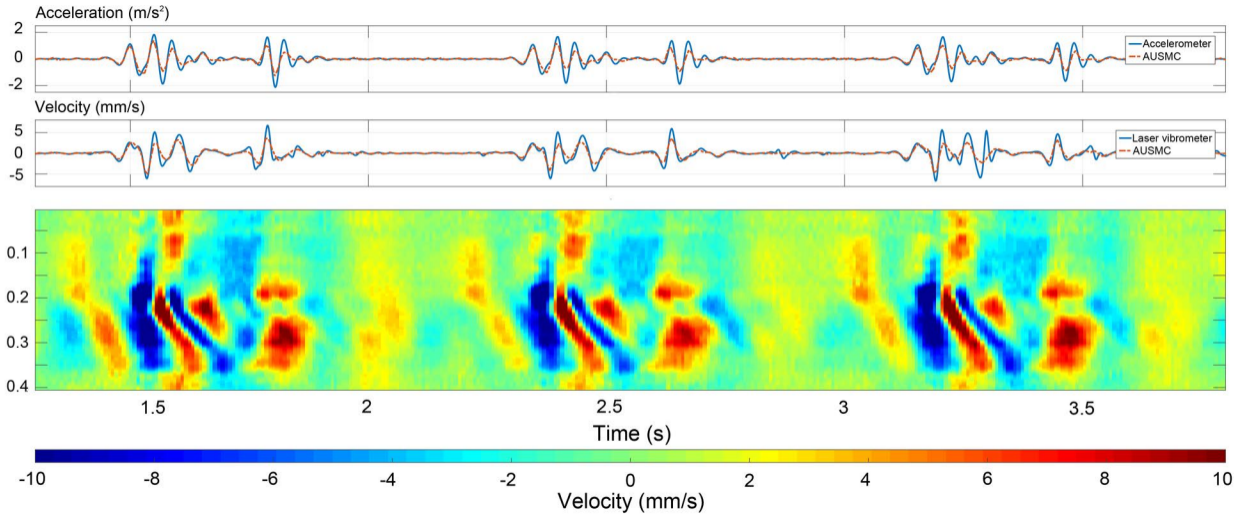 Acceleration (m/s²)
2
0
-2
Accelerometer
AUSMC
Velocity (mm/s)
5
0
-5
Laser vibrometer
AUSMC
0.1
0.2
0.3
0.4
1.5 2 2.5 3 3.5
Time (s)
-10 -8 -6 -4 -2 0 2 4 6 8 10
Velocity (mm/s)